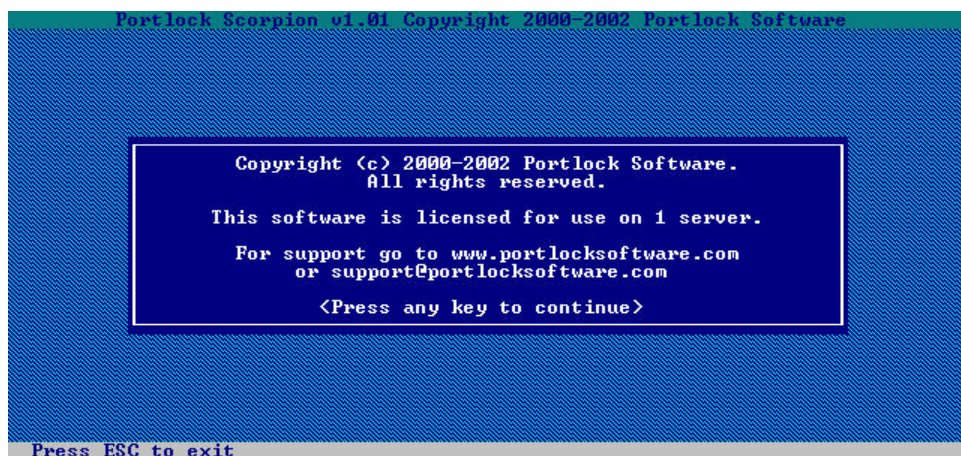 Portlock Scorpion v1.01 Copyright 2000-2002 Portlock Software
Copyright (c) 2000-2002 Portlock Software.
All rights reserved.
This software is licensed for use on 1 server.
For support go to www.portlocksoftware.com
or support@portlocksoftware.com
<Press any key to continue>
Press ESC to exit